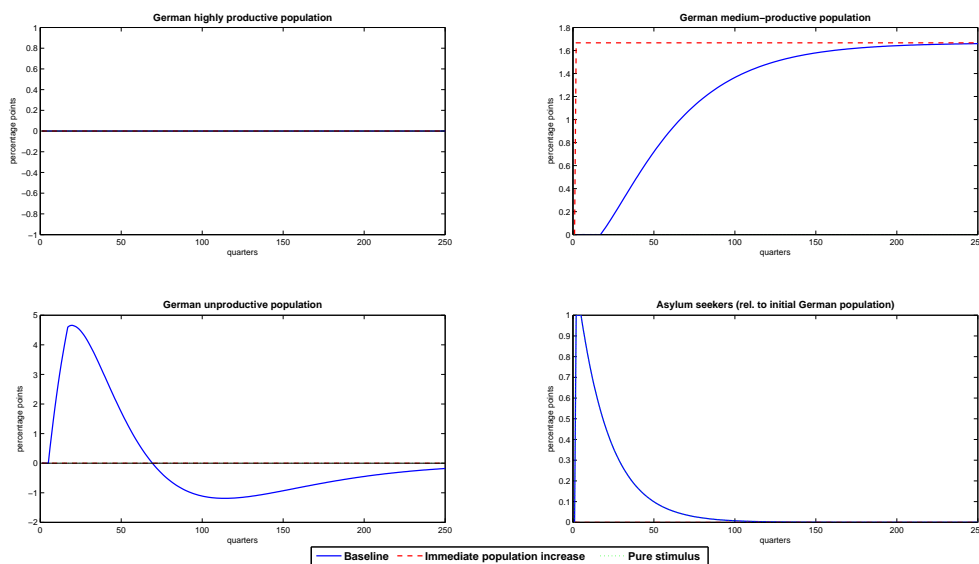 German highly productive population
percentage points
1
0.8
0.6
0.4
0.2
0
−0.2
−0.4
−0.6
−0.8
−1
0 50 100 150 200 250
quarters
German medium−productive population
percentage points
1.8
1.6
1.4
1.2
1
0.8
0.6
0.4
0.2
0
0 50 100 150 200 250
quarters
German unproductive population
percentage points
5
4
3
2
1
0
−1
−2
0 50 100 150 200 250
quarters
Asylum seekers (rel. to initial German population)
percentage points
1
0.9
0.8
0.7
0.6
0.5
0.4
0.3
0.2
0.1
0
0 50 100 150 200 250
quarters
Baseline Immediate population increase Pure stimulus